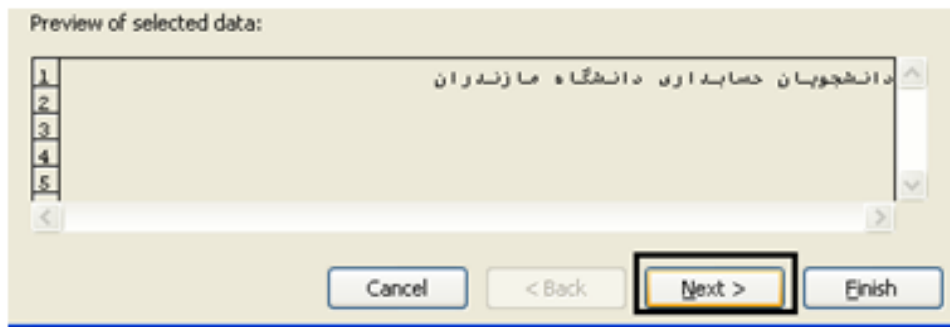 Preview of selected data:
1
دانشجویان حسابداری دانشگاه مازندران
2
3
4
5
Cancel
< Back
Next >
Finish